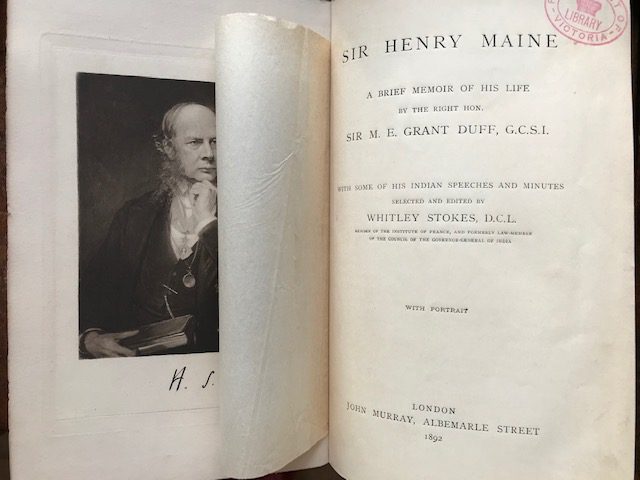 H. S.
SIR HENRY MAINE
LIBRARY
VICTORIA
A BRIEF MEMOIR OF HIS LIFE
BY THE RIGHT HON.
SIR M. E. GRANT DUFF, G.C.S.I.
WITH SOME OF HIS INDIAN SPEECHES AND MINUTES
SELECTED AND EDITED BY
WHITLEY STOKES, D.C.L.
MEMBER OF THE INSTITUTE OF FRANCE, AND FORMERLY LAW-MEMBER
OF THE COUNCIL OF THE GOVERNOR-GENERAL OF INDIA
WITH PORTRAIT
LONDON
JOHN MURRAY, ALBEMARLE STREET
1892